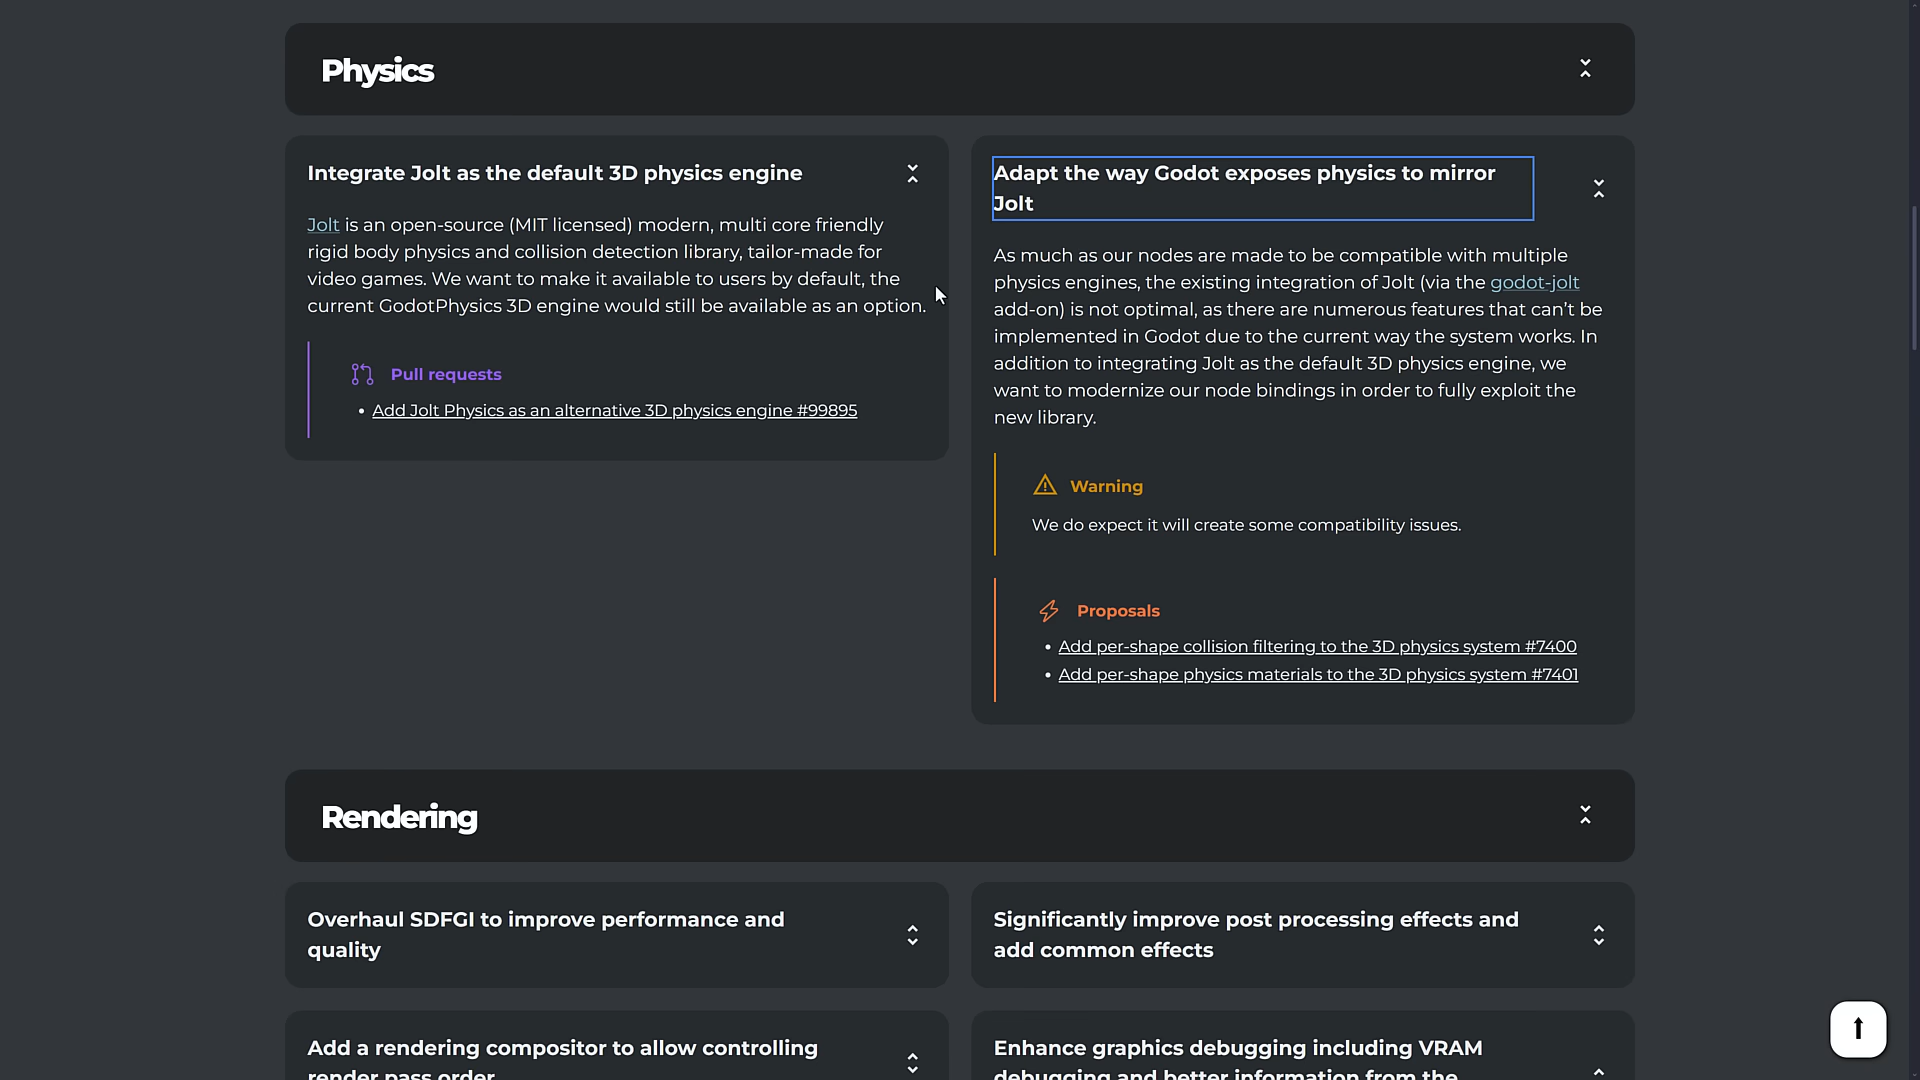 Physics
Integrate Jolt as the default 3D physics engine
Jolt is an open-source (MIT licensed) modern, multi core friendly
rigid body physics and collision detection library, tailor-made for
video games. We want to make it available to users by default, the
current GodotPhysics 3D engine would still be available as an option.
Pull requests
• Add Jolt Physics as an alternative 3D physics engine #99895
Adapt the way Godot exposes physics to mirror
Jolt
As much as our nodes are made to be compatible with multiple
physics engines, the existing integration of Jolt (via the godot-jolt
add-on) is not optimal, as there are numerous features that can’t be
implemented in Godot due to the current way the system works. In
addition to integrating Jolt as the default 3D physics engine, we
want to modernize our node bindings in order to fully exploit the
new library.
Warning
We do expect it will create some compatibility issues.
Proposals
• Add per-shape collision filtering to the 3D physics system #7400
• Add per-shape physics materials to the 3D physics system #7401
Rendering
Overhaul SDFGI to improve performance and
quality
Significantly improve post processing effects and
add common effects
Add a rendering compositor to allow controlling
render pass order
Enhance graphics debugging including VRAM
debugging and better information from the